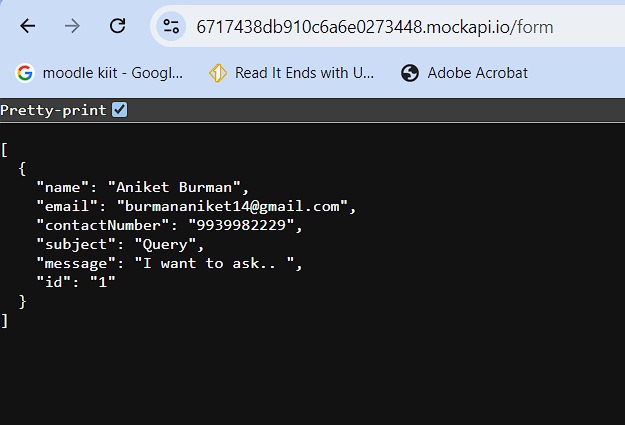 6717438db910c6a6e0273448.mockapi.io/form
moodle kiit - Googl... Read It Ends with U... Adobe Acrobat
Pretty-print
[
  {
    "name": "Aniket Burman",
    "email": "burmananiket14@gmail.com",
    "contactNumber": "9939982229",
    "subject": "Query",
    "message": "I want to ask.. ",
    "id": "1"
  }
]